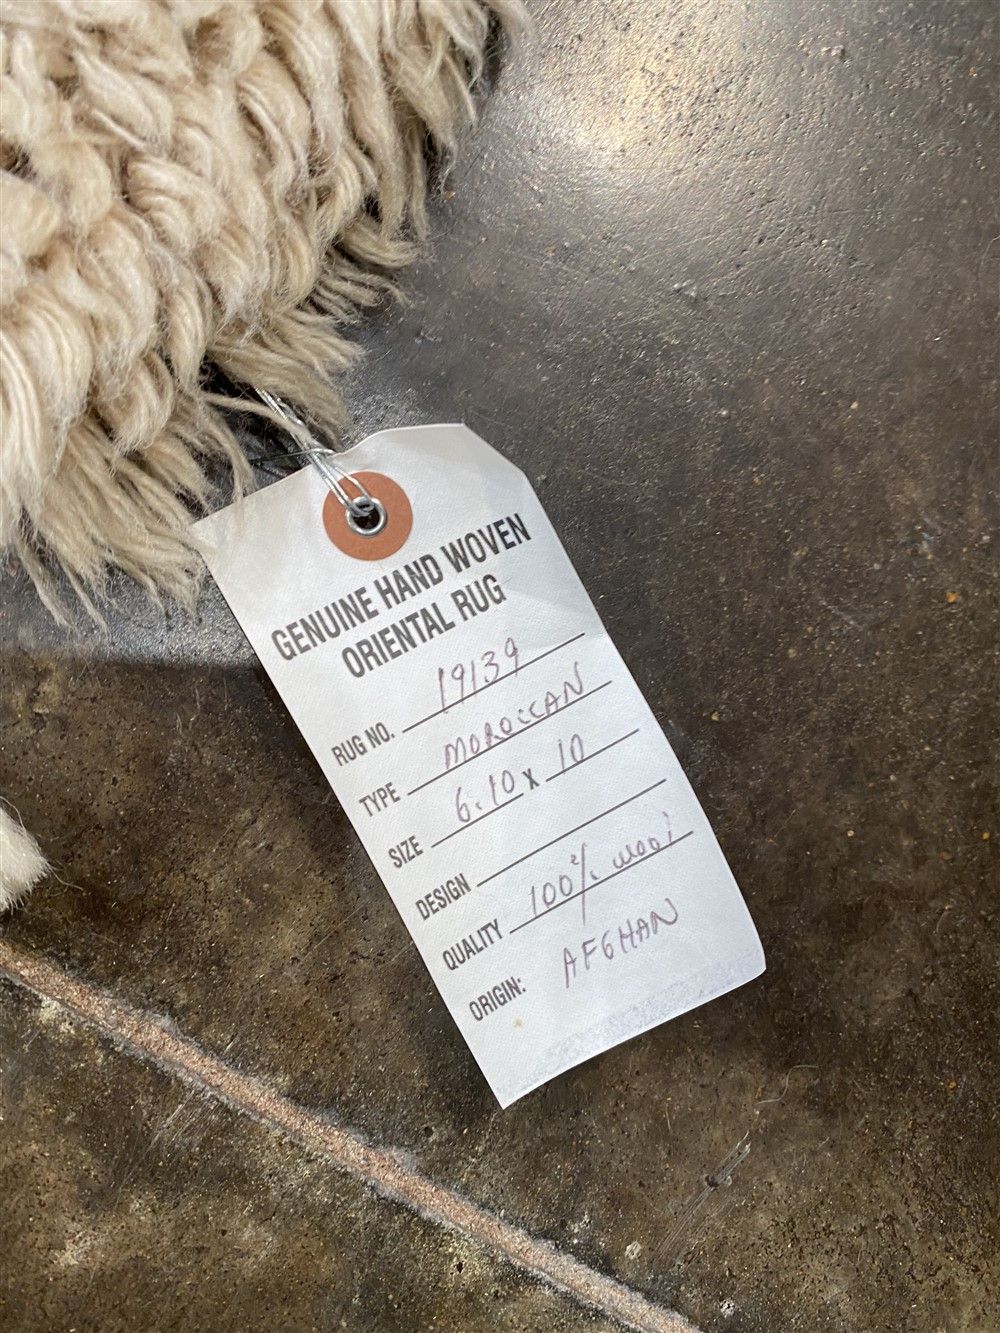 GENUINE HAND WOVEN
ORIENTAL RUG
RUG NO. 19139
TYPE MOROCCAN
SIZE 6.10 X 10
DESIGN
QUALITY 100% wool
ORIGIN: AFGHAN